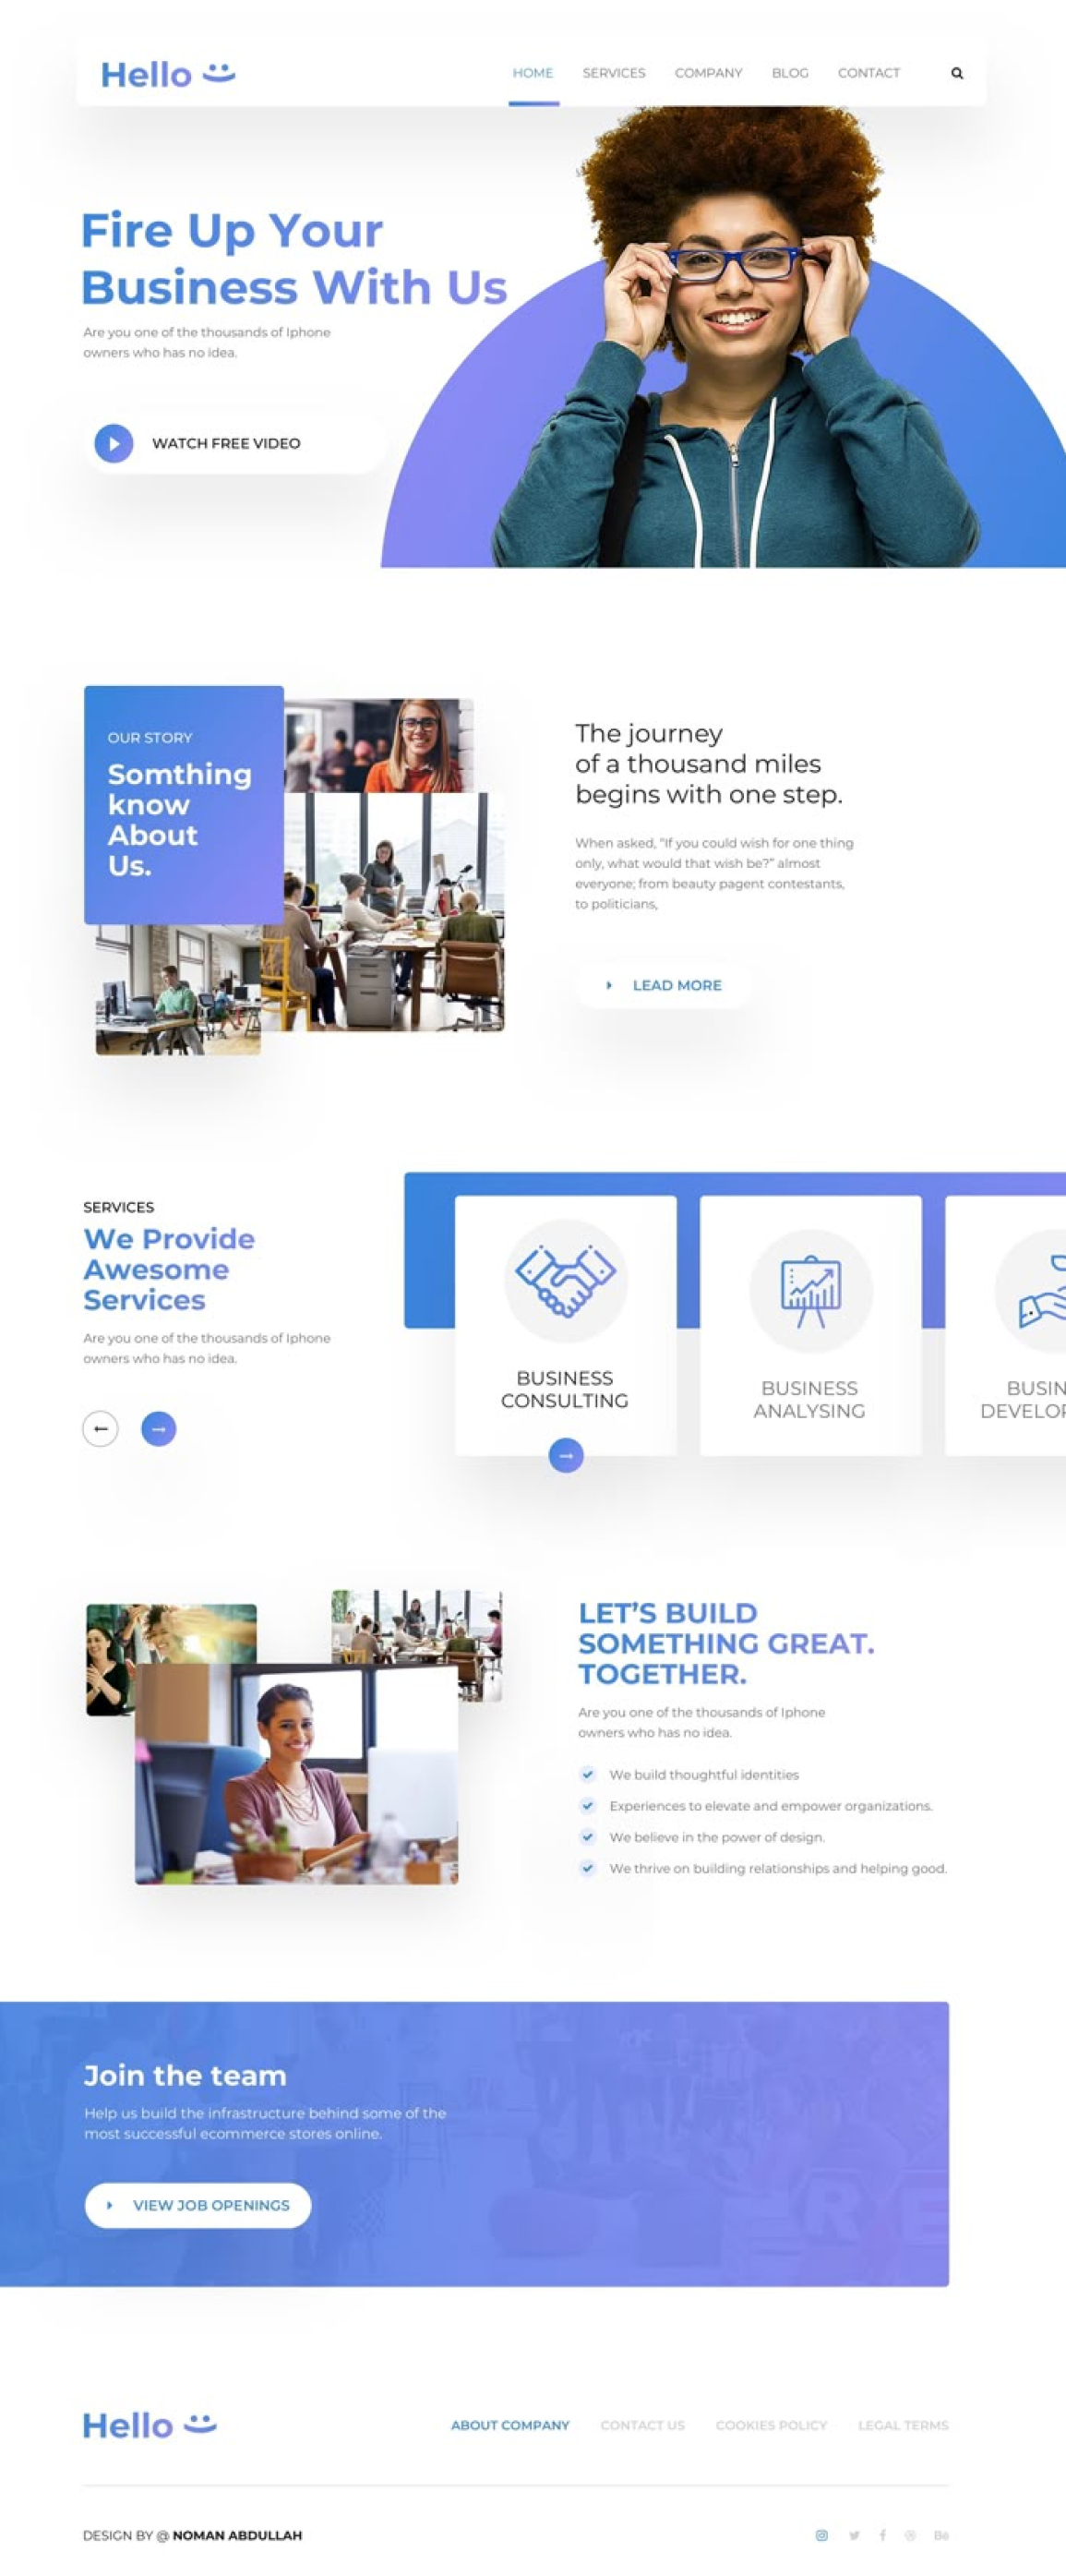 Hello
HOME SERVICES COMPANY BLOG CONTACT
Fire Up Your
Business With Us
Are you one of the thousands of Iphone
owners who has no idea.
WATCH FREE VIDEO
OUR STORY
Somthing
know
About
Us.
The journey
of a thousand miles
begins with one step.
When asked, "If you could wish for one thing
only, what would that wish be?" almost
everyone; from beauty pagent contestants,
to politicians,
LEAD MORE
SERVICES
We Provide
Awesome
Services
Are you one of the thousands of Iphone
owners who has no idea.
BUSINESS
CONSULTING
BUSINESS
ANALYSING
BUSIN
DEVELOP
LET'S BUILD
SOMETHING GREAT.
TOGETHER.
Are you one of the thousands of Iphone
owners who has no idea.
We build thoughtful identities
Experiences to elevate and empower organizations.
We believe in the power of design.
We thrive on building relationships and helping good.
Join the team
Help us build the infrastructure behind some of the
most successful ecommerce stores online.
VIEW JOB OPENINGS
Hello
ABOUT COMPANY CONTACT US COOKIES POLICY LEGAL TERMS
DESIGN BY @ NOMAN ABDULLAH